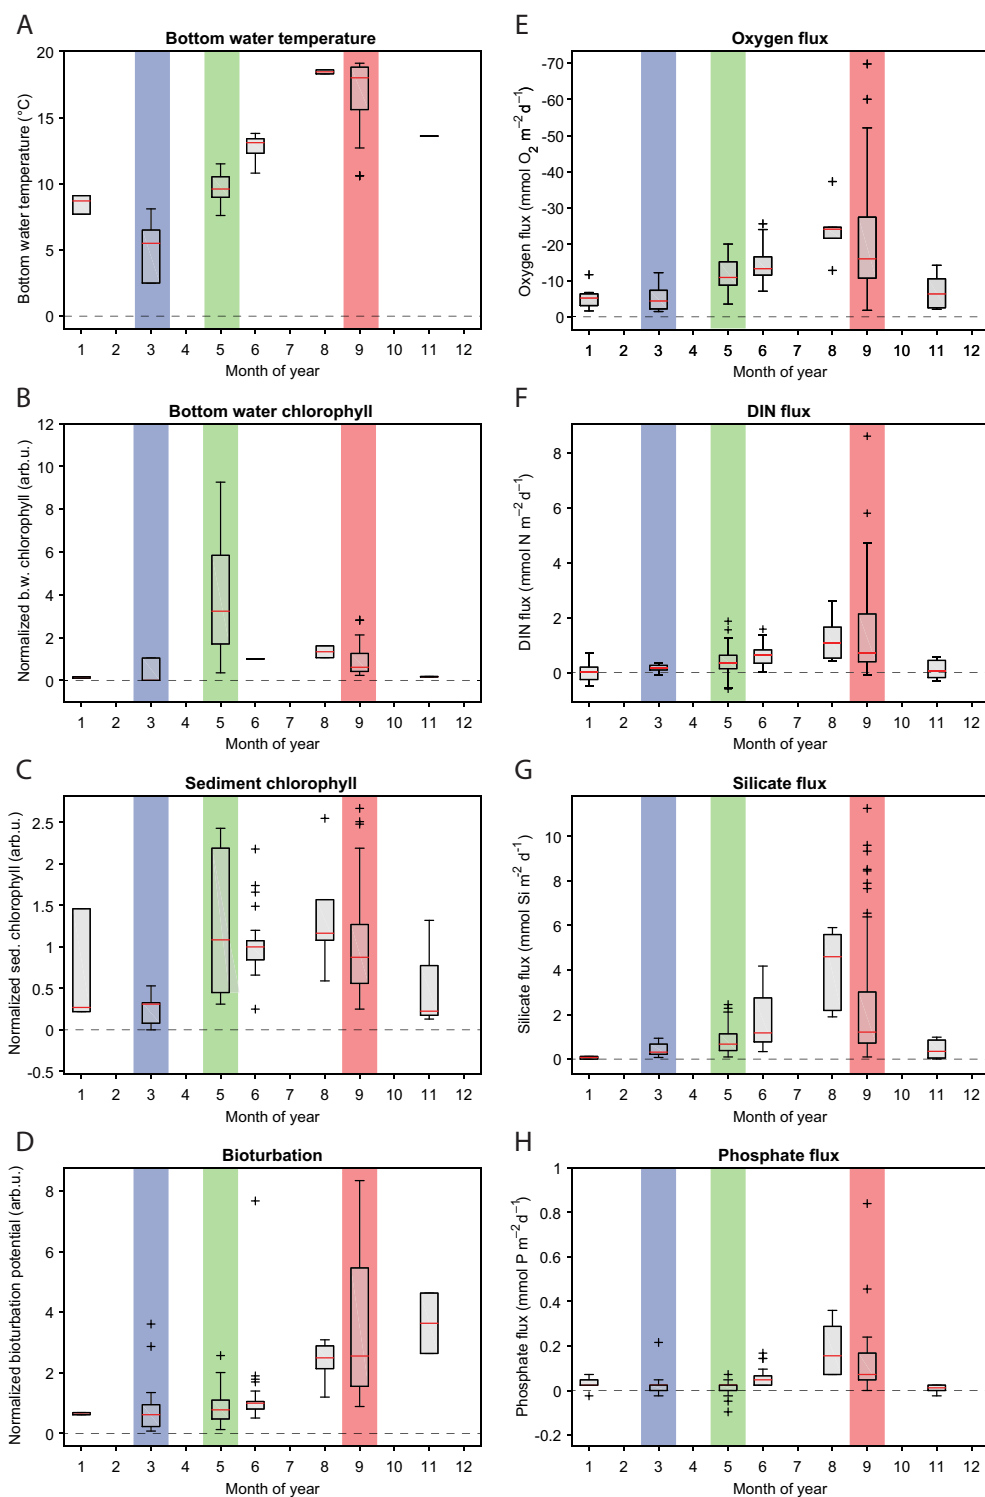 A
Bottom water temperature
Bottom water temperature (°C)
20
15
10
5
0
1 2 3 4 5 6 7 8 9 10 11 12
Month of year
B
Bottom water chlorophyll
Normalized b.w. chlorophyll (arb.u.)
12
10
8
6
4
2
0
1 2 3 4 5 6 7 8 9 10 11 12
Month of year
C
Sediment chlorophyll
Normalized sed. chlorophyll (arb.u.)
2.5
2
1.5
1
0.5
0
-0.5
1 2 3 4 5 6 7 8 9 10 11 12
Month of year
D
Bioturbation
Normalized bioturbation potential (arb.u.)
8
6
4
2
0
1 2 3 4 5 6 7 8 9 10 11 12
Month of year
E
Oxygen flux
Oxygen flux (mmol O₂ m⁻² d⁻¹)
-70
-60
-50
-40
-30
-20
-10
0
1 2 3 4 5 6 7 8 9 10 11 12
Month of year
F
DIN flux
DIN flux (mmol N m⁻² d⁻¹)
8
6
4
2
0
1 2 3 4 5 6 7 8 9 10 11 12
Month of year
G
Silicate flux
Silicate flux (mmol Si m⁻² d⁻¹)
10
8
6
4
2
0
1 2 3 4 5 6 7 8 9 10 11 12
Month of year
H
Phosphate flux
Phosphate flux (mmol P m⁻² d⁻¹)
1
0.8
0.6
0.4
0.2
0
-0.2
1 2 3 4 5 6 7 8 9 10 11 12
Month of year